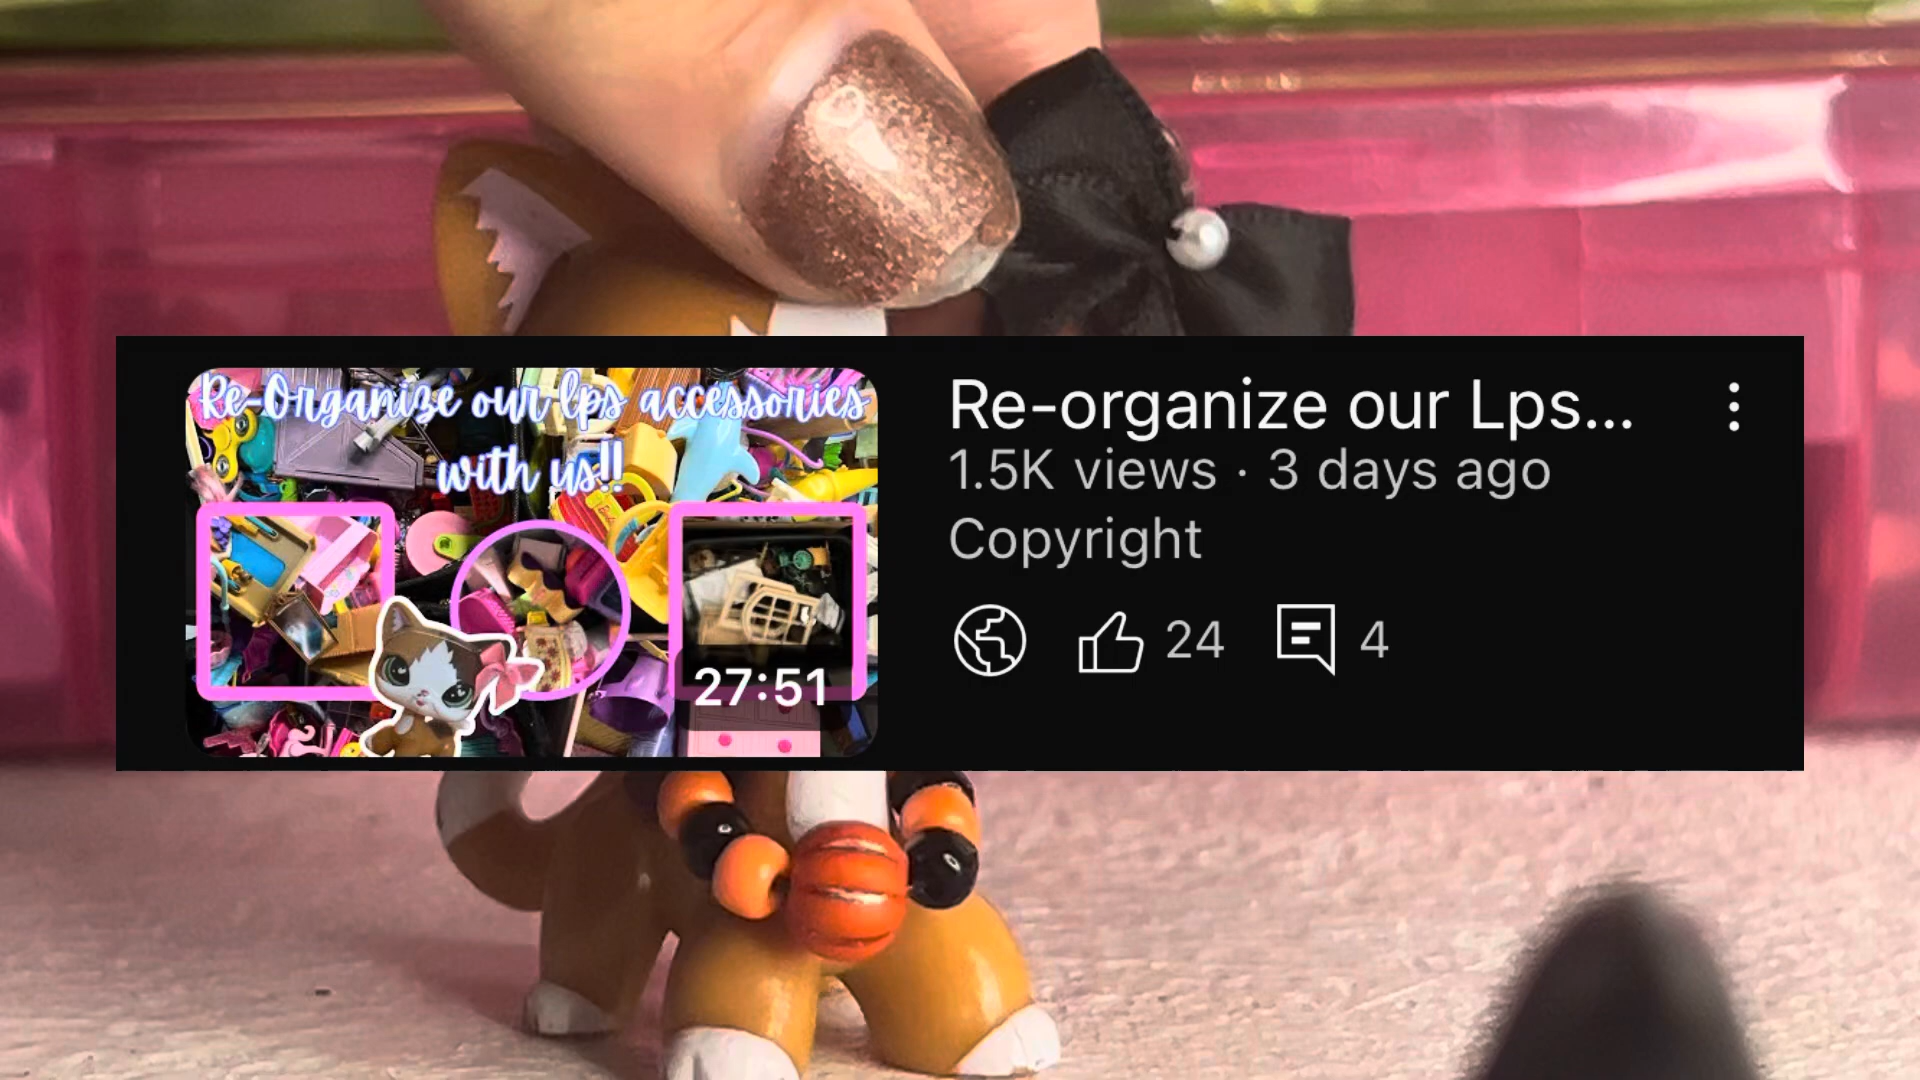 Re-Organize our lps accessories
with us!!
27:51
Re-organize our Lps...
1.5K views · 3 days ago
Copyright
24
4